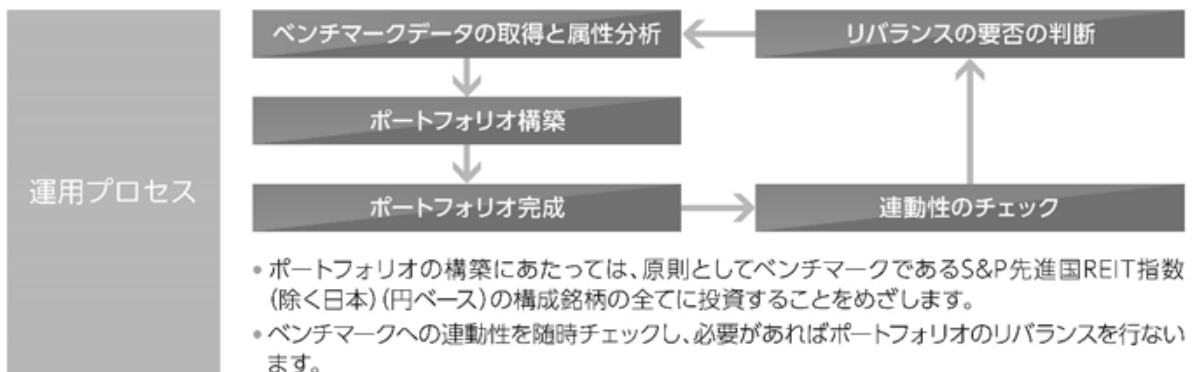 運用プロセス
ベンチマークデータの取得と属性分析
リバランスの要否の判断
ポートフォリオ構築
ポートフォリオ完成
連動性のチェック
• ポートフォリオの構築にあたっては、原則としてベンチマークであるS&P先進国REIT指数
(除く日本)(円ベース)の構成銘柄の全てに投資することをめざします。
• ベンチマークへの連動性を随時チェックし、必要があればポートフォリオのリバランスを行ない
ます。